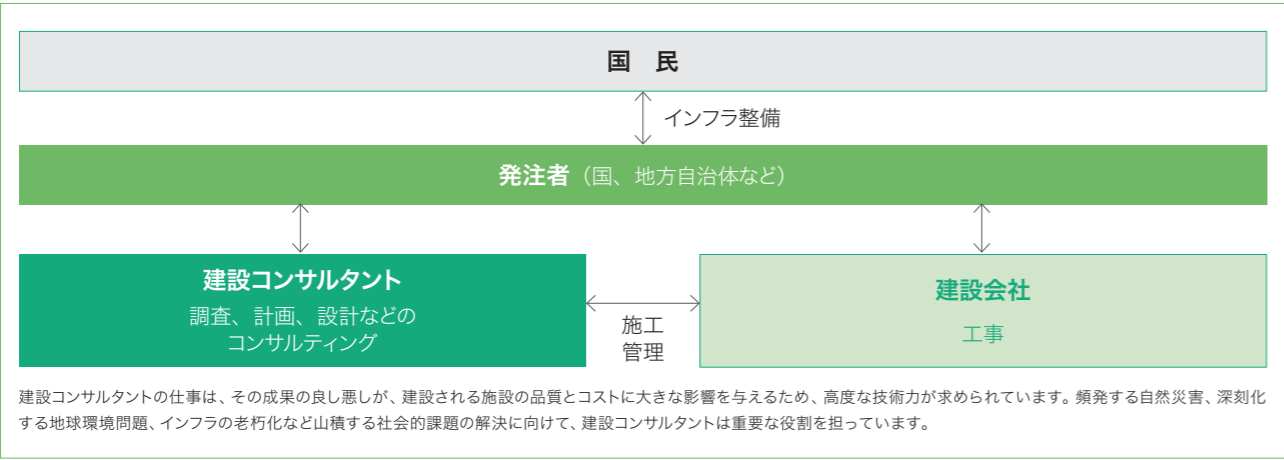 国　民
インフラ整備
発注者（国、地方自治体など）
建設コンサルタント
調査、計画、設計などの
コンサルティング
施工
管理
建設会社
工事
建設コンサルタントの仕事は、その成果の良し悪しが、建設される施設の品質とコストに大きな影響を与えるため、高度な技術力が求められています。頻発する自然災害、深刻化
する地球環境問題、インフラの老朽化など山積する社会的課題の解決に向けて、建設コンサルタントは重要な役割を担っています。